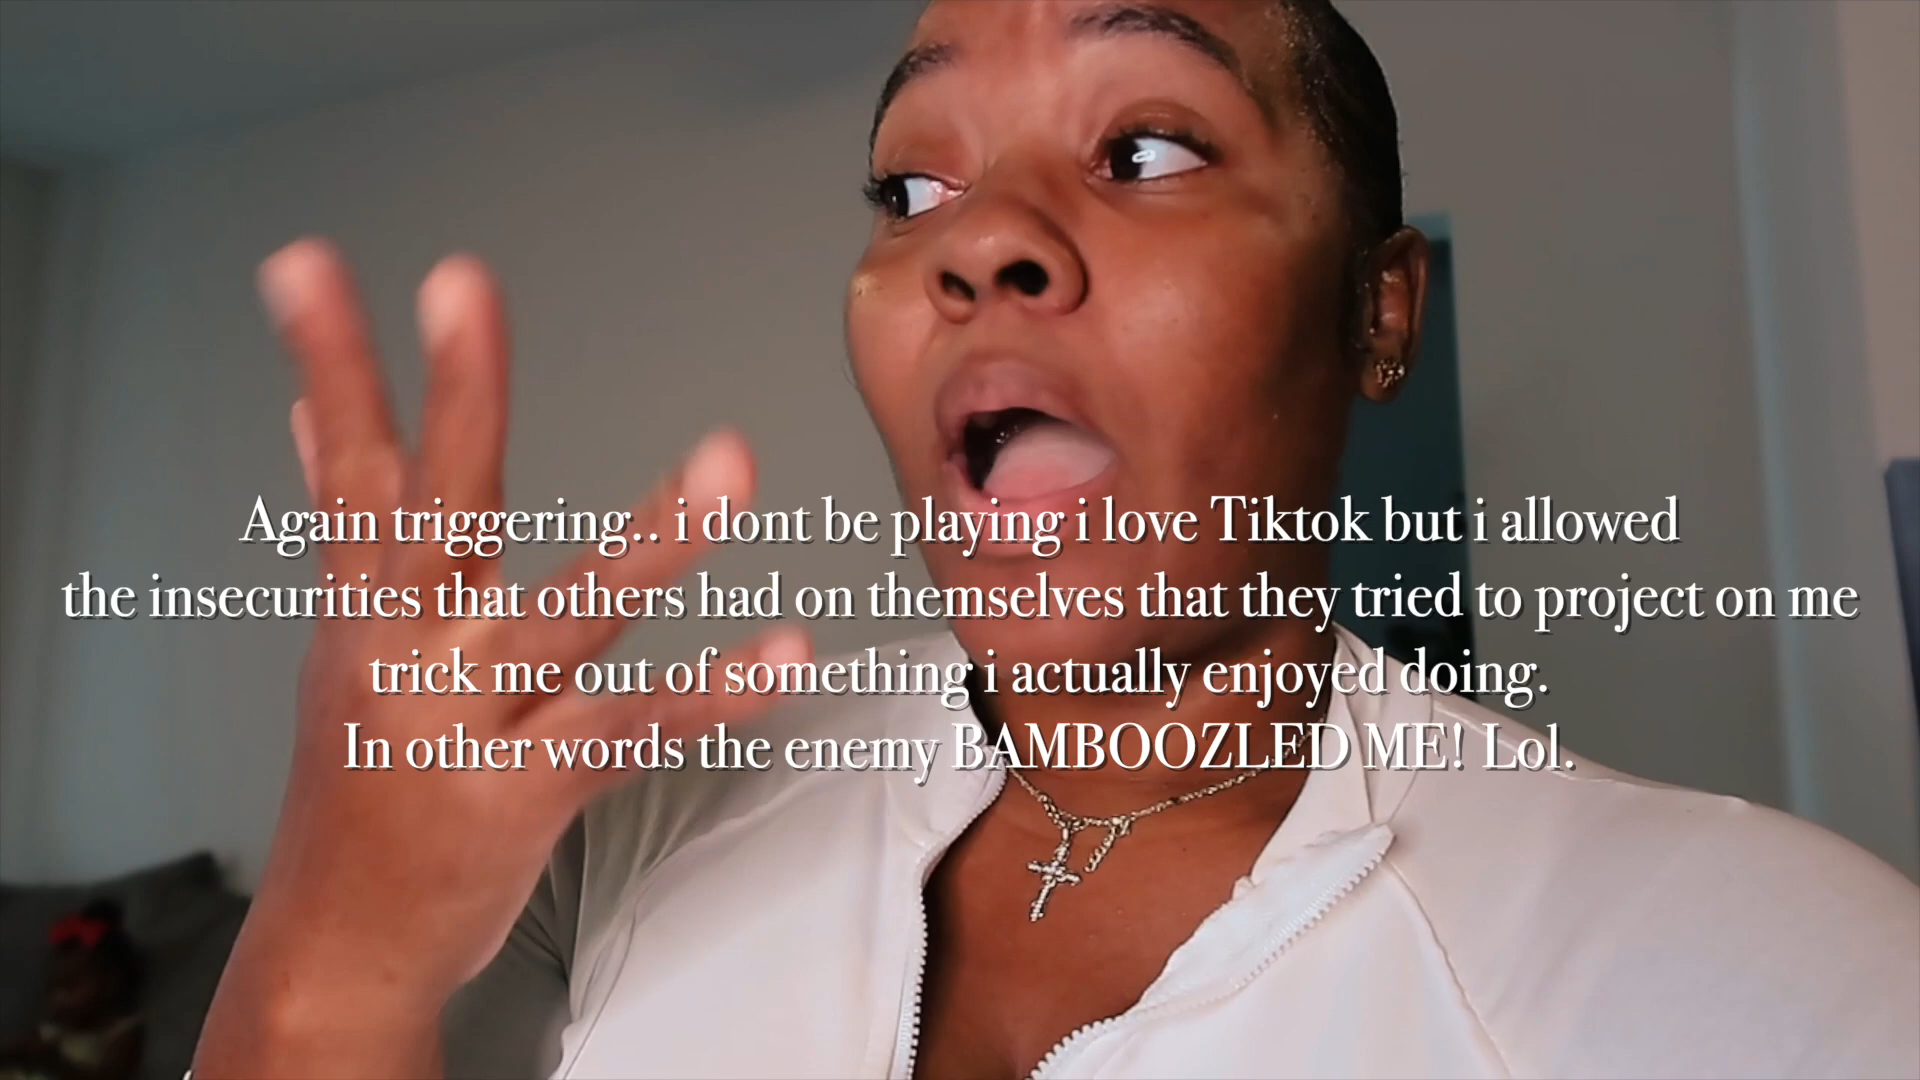 Again triggering.. i dont be playing i love Tiktok but i allowed
the insecurities that others had on themselves that they tried to project on me
trick me out of something i actually enjoyed doing.
In other words the enemy BAMBOOZLED ME! Lol.